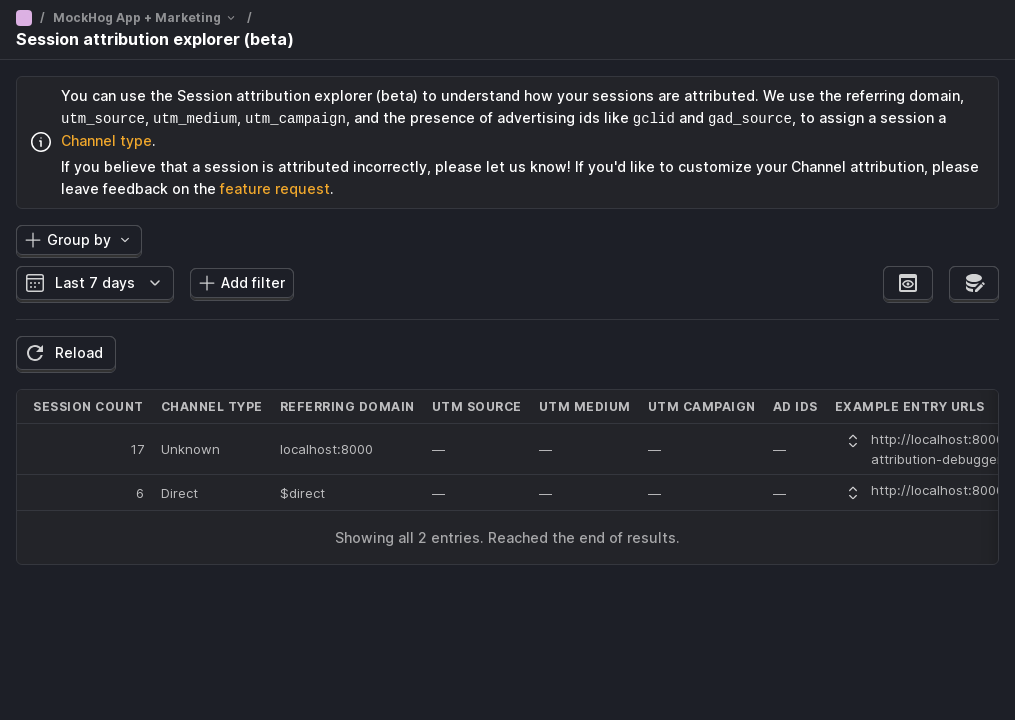 / MockHog App + Marketing /
Session attribution explorer (beta)
You can use the Session attribution explorer (beta) to understand how your sessions are attributed. We use the referring domain,
utm_source, utm_medium, utm_campaign, and the presence of advertising ids like gclid and gad_source, to assign a session a
Channel type.
If you believe that a session is attributed incorrectly, please let us know! If you'd like to customize your Channel attribution, please
leave feedback on the feature request.
Group by
Last 7 days Add filter
Reload
SESSION COUNT CHANNEL TYPE REFERRING DOMAIN UTM SOURCE UTM MEDIUM UTM CAMPAIGN AD IDS EXAMPLE ENTRY URLS
17 Unknown localhost:8000 — — — — http://localhost:8000
attribution-debugger
6 Direct $direct — — — — http://localhost:8000
Showing all 2 entries. Reached the end of results.